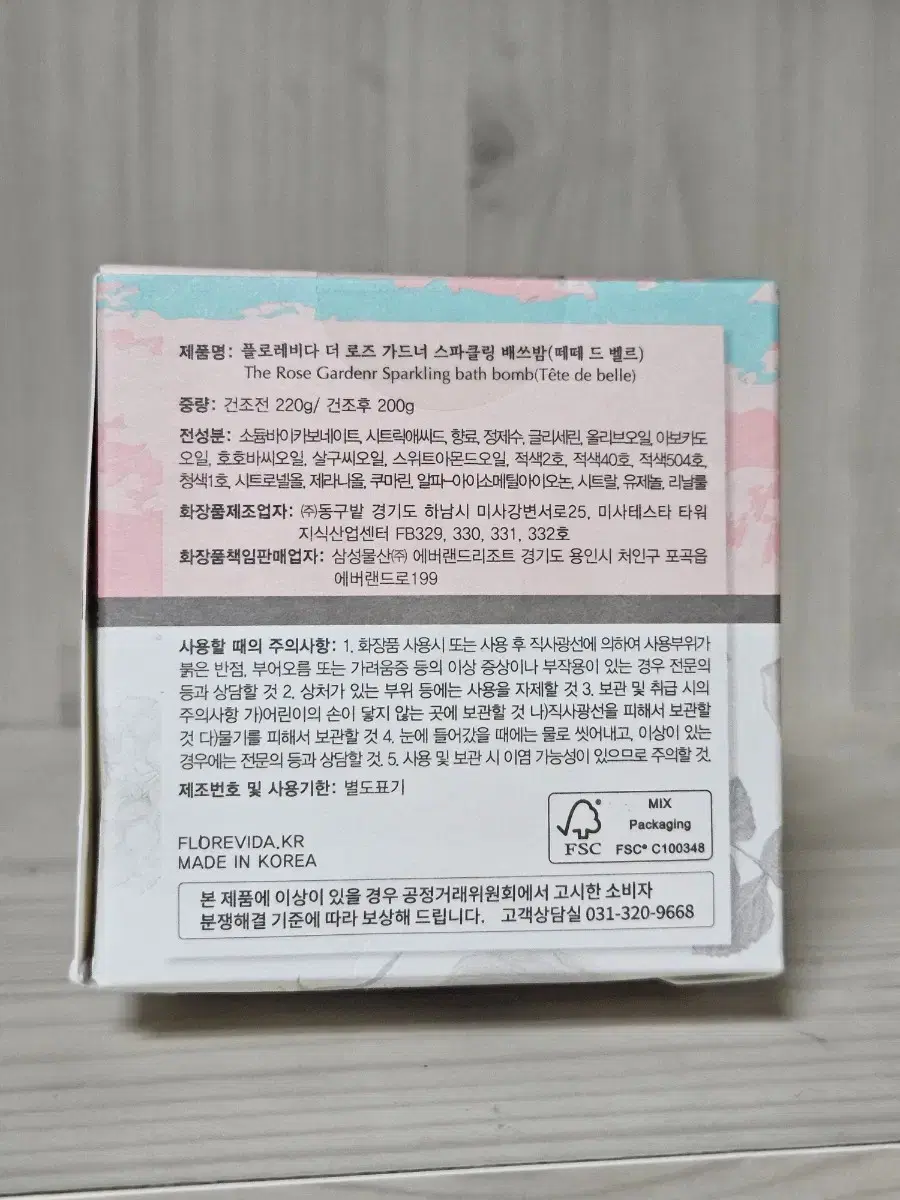 제품명: 플로레비다 더 로즈 가드너 스파클링 배쓰밤(떼떼 드 벨르)
The Rose Gardenr Sparkling bath bomb(Tête de belle)
중량: 건조전 220g/ 건조후 200g
전성분: 소듐바이카보네이트, 시트릭애씨드, 향료, 정제수, 글리세린, 올리브오일, 아보카도
오일, 호호바씨오일, 살구씨오일, 스위트아몬드오일, 적색2호, 적색40호, 적색504호,
청색1호, 시트로넬올, 제라니올, 쿠마린, 알파-아이소메틸아이오논, 시트랄, 유제놀, 리날룰
화장품제조업자: ㈜동구밭 경기도 하남시 미사강변서로25, 미사테스타 타워
지식산업센터 FB329, 330, 331, 332호
화장품책임판매업자: 삼성물산㈜ 에버랜드리조트 경기도 용인시 처인구 포곡읍
에버랜드로199
사용할 때의 주의사항: 1. 화장품 사용시 또는 사용 후 직사광선에 의하여 사용부위가
붉은 반점, 부어오름 또는 가려움증 등의 이상 증상이나 부작용이 있는 경우 전문의
등과 상담할 것 2. 상처가 있는 부위 등에는 사용을 자제할 것 3. 보관 및 취급 시의
주의사항 가)어린이의 손이 닿지 않는 곳에 보관할 것 나)직사광선을 피해서 보관할
것 다)물기를 피해서 보관할 것 4. 눈에 들어갔을 때에는 물로 씻어내고, 이상이 있는
경우에는 전문의 등과 상담할 것. 5. 사용 및 보관 시 이염 가능성이 있으므로 주의할 것.
제조번호 및 사용기한: 별도표기
FLOREVIDA.KR
MADE IN KOREA
FSC
MIX
Packaging
FSC® C100348
본 제품에 이상이 있을 경우 공정거래위원회에서 고시한 소비자
분쟁해결 기준에 따라 보상해 드립니다. 고객상담실 031-320-9668